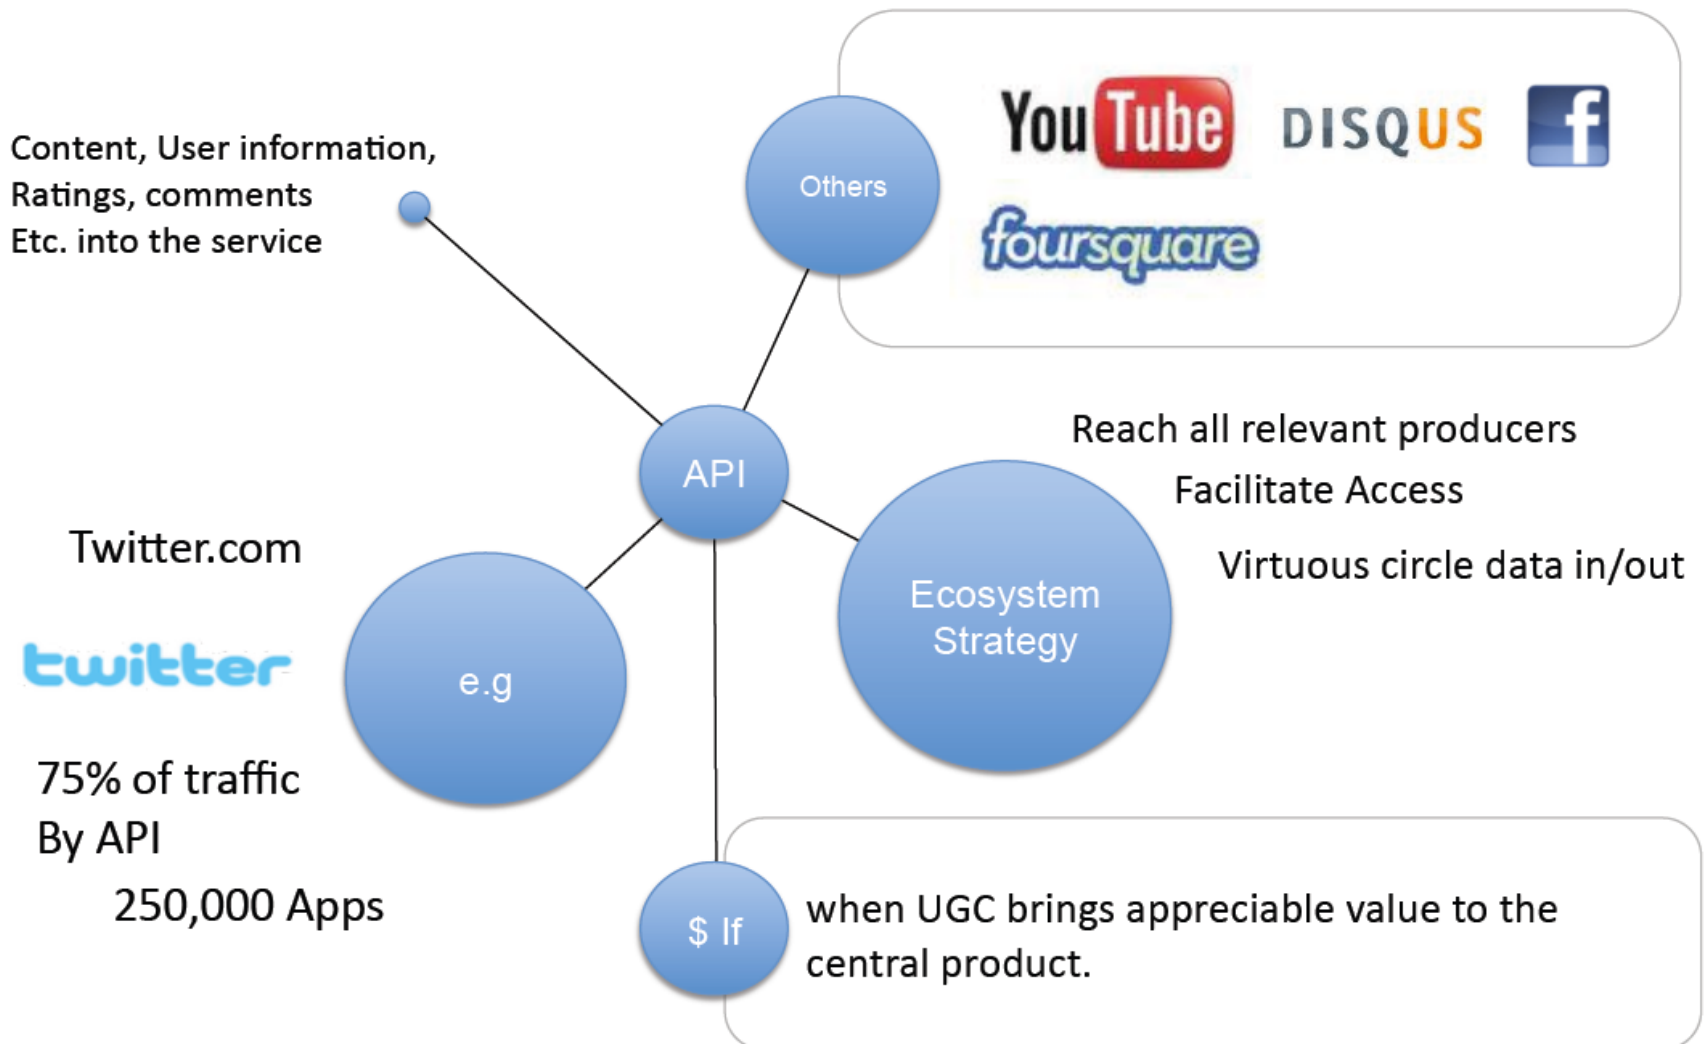 YouTube
DISQUS
f
foursquare
Others
Content, User information,
Ratings, comments
Etc. into the service
API
Reach all relevant producers
Facilitate Access
Virtuous circle data in/out
Ecosystem
Strategy
Twitter.com
twitter
e.g
75% of traffic
By API
250,000 Apps
$ If
when UGC brings appreciable value to the
central product.